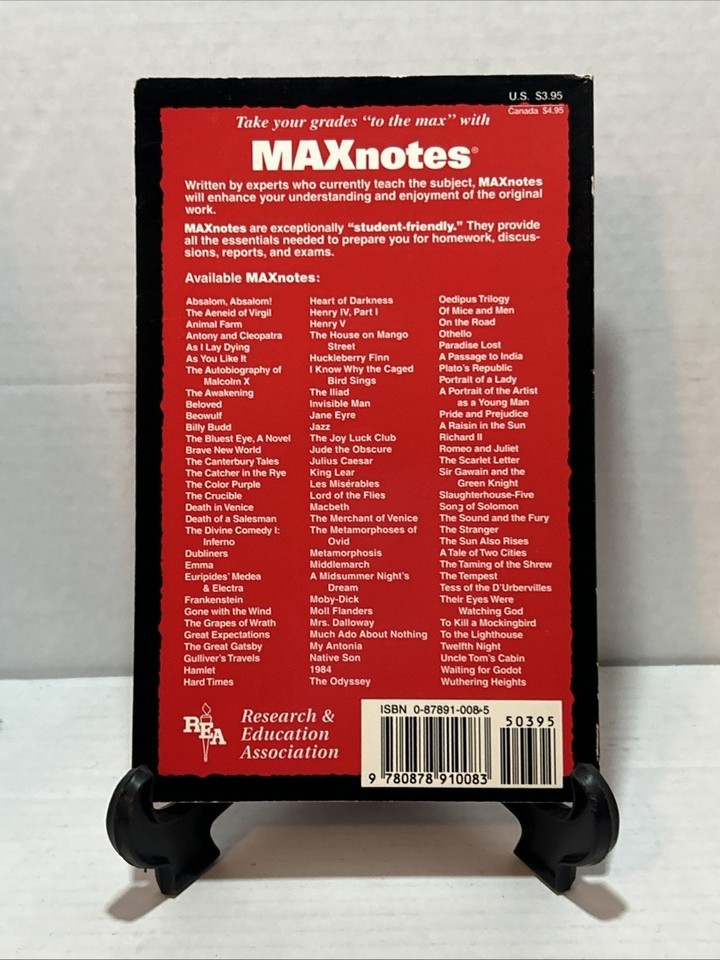 U.S. $3.95
Canada $4.95
Take your grades “to the max” with
MAXnotes®
Written by experts who currently teach the subject, MAXnotes
will enhance your understanding and enjoyment of the original
work.
MAXnotes are exceptionally “student-friendly.” They provide
all the essentials needed to prepare you for homework, discus-
sions, reports, and exams.
Available MAXnotes:
Absalom, Absalom!
The Aeneid of Virgil
Animal Farm
Antony and Cleopatra
As I Lay Dying
As You Like It
The Autobiography of
Malcolm X
The Awakening
Beloved
Beowulf
Billy Budd
The Bluest Eye, A Novel
Brave New World
The Canterbury Tales
The Catcher in the Rye
The Color Purple
The Crucible
Death in Venice
Death of a Salesman
The Divine Comedy I:
Inferno
Dubliners
Emma
Euripides’ Medea
& Electra
Frankenstein
Gone with the Wind
The Grapes of Wrath
Great Expectations
The Great Gatsby
Gulliver’s Travels
Hamlet
Hard Times
Heart of Darkness
Henry IV, Part I
Henry V
The House on Mango
Street
Huckleberry Finn
I Know Why the Caged
Bird Sings
The Iliad
Invisible Man
Jane Eyre
Jazz
The Joy Luck Club
Jude the Obscure
Julius Caesar
King Lear
Les Misérables
Lord of the Flies
Macbeth
The Merchant of Venice
The Metamorphoses of
Ovid
Metamorphosis
Middlemarch
A Midsummer Night’s
Dream
Moby-Dick
Moll Flanders
Mrs. Dalloway
Much Ado About Nothing
My Antonia
Native Son
1984
The Odyssey
Oedipus Trilogy
Of Mice and Men
On the Road
Othello
Paradise Lost
A Passage to India
Plato’s Republic
Portrait of a Lady
A Portrait of the Artist
as a Young Man
Pride and Prejudice
A Raisin in the Sun
Richard II
Romeo and Juliet
The Scarlet Letter
Sir Gawain and the
Green Knight
Slaughterhouse-Five
Song of Solomon
The Sound and the Fury
The Stranger
The Sun Also Rises
A Tale of Two Cities
The Taming of the Shrew
The Tempest
Tess of the D’Urbervilles
Their Eyes Were
Watching God
To Kill a Mockingbird
To the Lighthouse
Twelfth Night
Uncle Tom’s Cabin
Waiting for Godot
Wuthering Heights
REA
Research &
Education
Association
ISBN 0-87891-008-5
50395
9 780878 910083